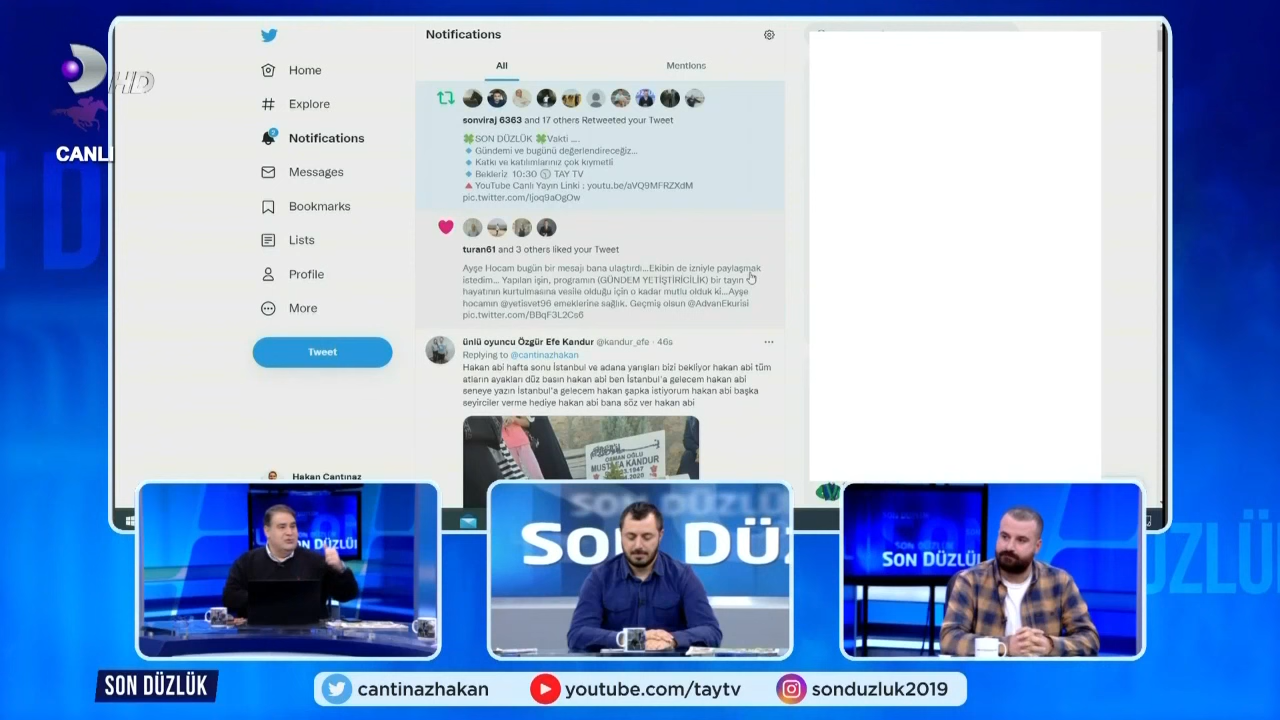 Notifications
All
Mentions
HD
CANLI
Home
Explore
Notifications
Messages
Bookmarks
Lists
Profile
More
Tweet
Hakan Cantınaz
sonviraj 6363 and 17 others Retweeted your Tweet
🍀SON DÜZLÜK 🍀Vakti ....
🔹 Gündemi ve bugünü değerlendireceğiz...
🔹 Katkı ve katılımlarınız çok kıymetli
🔹 Bekleriz 10:30 🕥 TAY TV
🔺 YouTube Canlı Yayın Linki : youtu.be/aVQ9MFRZXdM
pic.twitter.com/Ijoq9aOgOw
turan61 and 3 others liked your Tweet
Ayşe Hocam bugün bir mesajı bana ulaştırdı...Ekibin de izniyle paylaşmak
istedim... Yapılan işin, programın (GÜNDEM YETİŞTİRİCİLİK) bir tayın
hayatının kurtulmasına vesile olduğu için o kadar mutlu olduk ki...Ayşe
hocamın @yetisvet96 emeklerine sağlık. Geçmiş olsun @AdvanEkurisi
pic.twitter.com/BBqF3L2Cs6
ünlü oyuncu Özgür Efe Kandur @kandur_efe · 46s
Replying to @cantinazhakan
Hakan abi hafta sonu İstanbul ve adana yarışları bizi bekliyor hakan abi tüm
atların ayakları düz basın hakan abi ben İstanbul'a gelecem hakan abi
seneye yazın İstanbul'a gelecem hakan şapka istiyorum hakan abi başka
seyirciler verme hediye hakan abi bana söz ver hakan abi
OSMAN OĞLU
MUSTAFA KANDUR
SON DÜZLÜ
SON DÜZ
SON DÜZLÜ
SON DÜZLÜK
cantinazhakan
youtube.com/taytv
sonduzluk2019